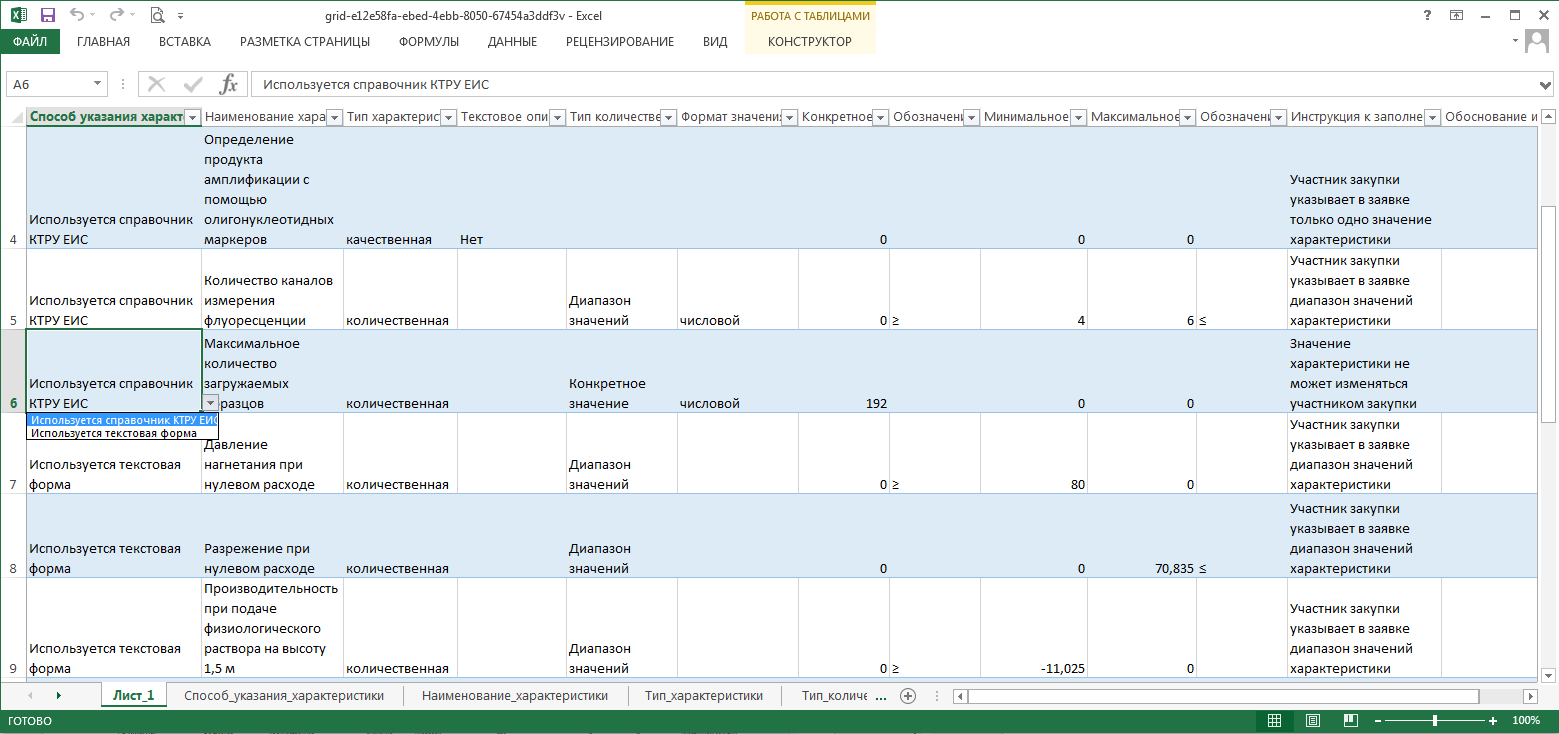 grid-e12e58fa-ebed-4ebb-8050-67454a3ddf3v - Excel
РАБОТА С ТАБЛИЦАМИ
ФАЙЛ ГЛАВНАЯ ВСТАВКА РАЗМЕТКА СТРАНИЦЫ ФОРМУЛЫ ДАННЫЕ РЕЦЕНЗИРОВАНИЕ ВИД КОНСТРУКТОР
A6 fx Используется справочник КТРУ ЕИС
Способ указания характ Наименование хара Тип характерис Текстовое опи Тип количестве Формат значени Конкретное Обозначени Минимальное Максимальное Обозначени Инструкция к заполне Обоснование и
Определение
продукта
амплификации с Участник закупки
помощью указывает в заявке
Используется справочник олигонуклеотидных только одно значение
4 КТРУ ЕИС маркеров качественная Нет 0 0 0 характеристики
Участник закупки
Количество каналов указывает в заявке
Используется справочник измерения Диапазон диапазон значений
5 КТРУ ЕИС флуоресценции количественная значений числовой 0 ≥ 4 6 ≤ характеристики
Максимальное Значение
количество характеристики не
Используется справочник загружаемых Конкретное может изменяться
6 КТРУ ЕИС разцов количественная значение числовой 192 0 0 участником закупки
Используется справочник КТРУ ЕИС
Используется текстовая форма
Участник закупки
Давление указывает в заявке
Используется текстовая нагнетания при Диапазон диапазон значений
7 форма нулевом расходе количественная значений 0 ≥ 80 0 характеристики
Участник закупки
указывает в заявке
Используется текстовая Разрежение при Диапазон диапазон значений
8 форма нулевом расходе количественная значений 0 0 70,835 ≤ характеристики
Производительность
при подаче Участник закупки
физиологического указывает в заявке
Используется текстовая раствора на высоту Диапазон диапазон значений
9 форма 1,5 м количественная значений 0 ≥ -11,025 0 характеристики
Лист_1 Способ_указания_характеристики Наименование_характеристики Тип_характеристики Тип_количе ...
ГОТОВО 100%